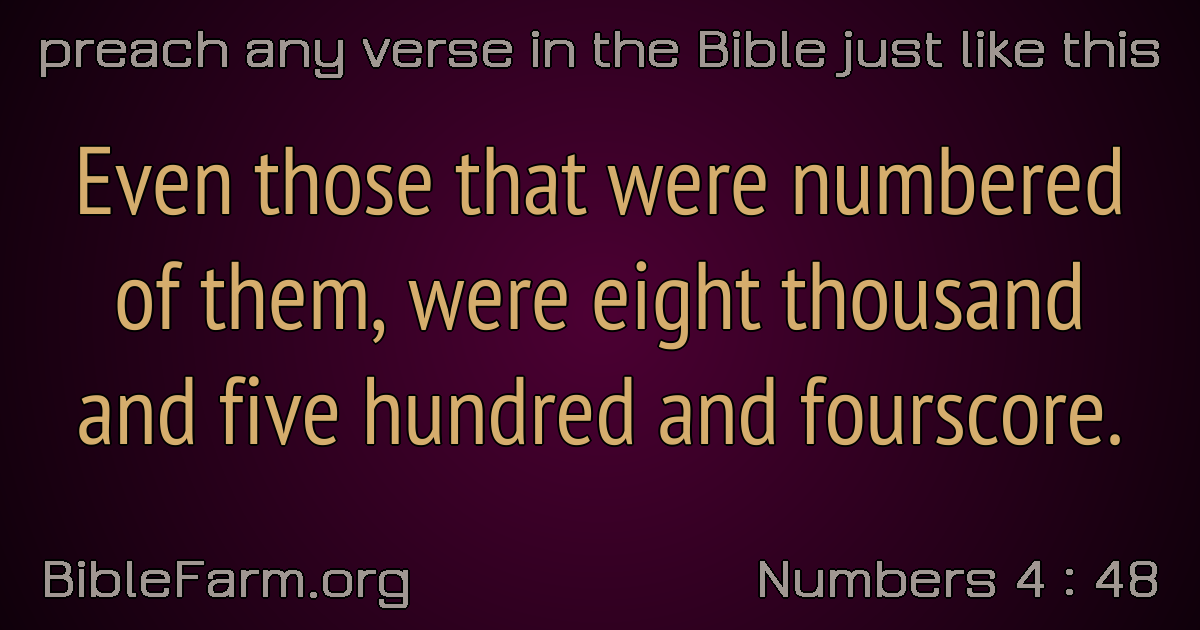 preach any verse in the Bible just like this
Even those that were numbered
of them, were eight thousand
and five hundred and fourscore.
BibleFarm.org
Numbers 4 : 48